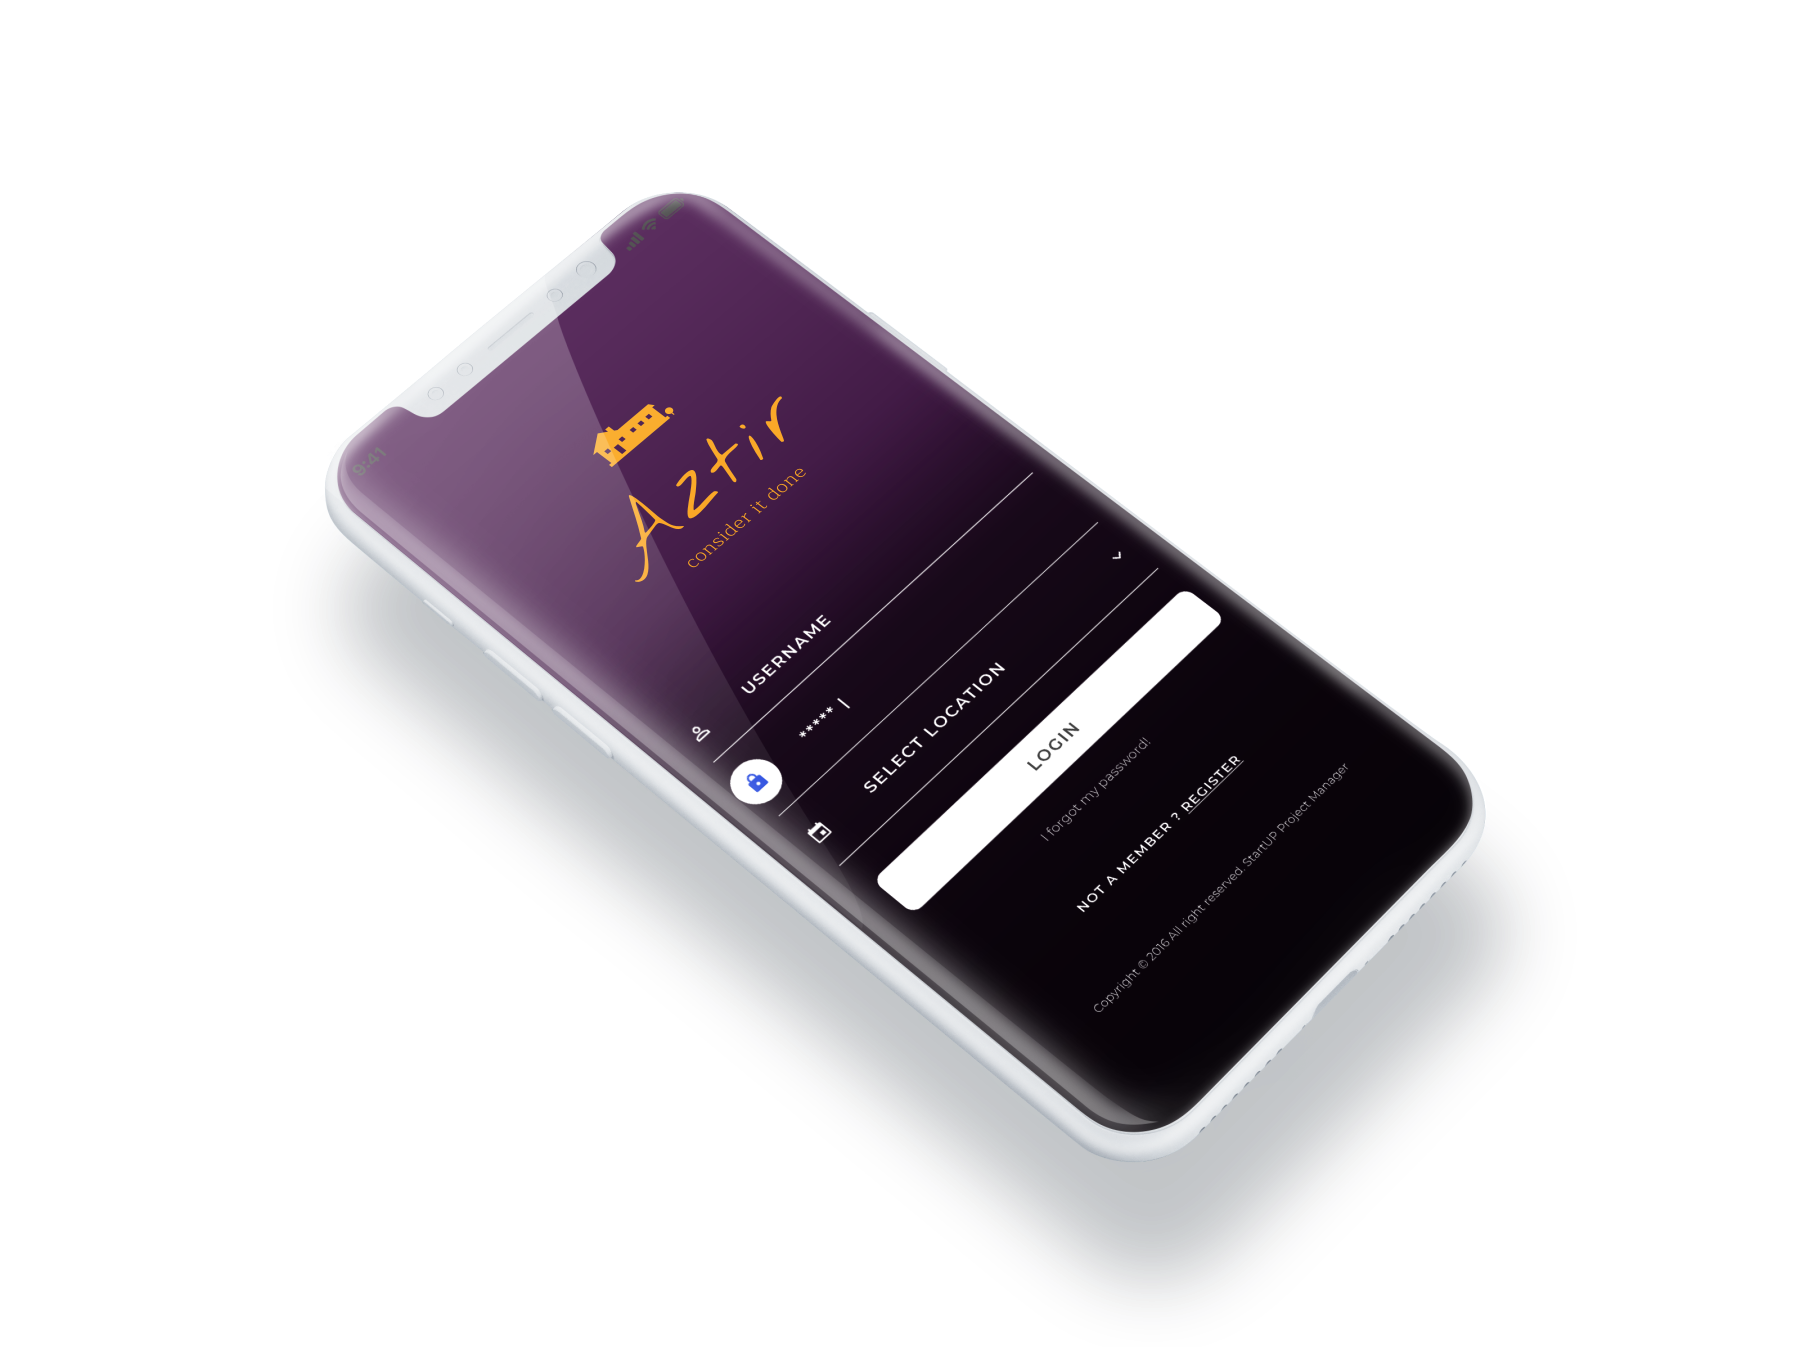 9:41
Aztir
consider it done
USERNAME
***** |
SELECT LOCATION
LOGIN
I forgot my password!
NOT A MEMBER ? REGISTER
Copyright © 2016 All right reserved. StartUP Project Manager